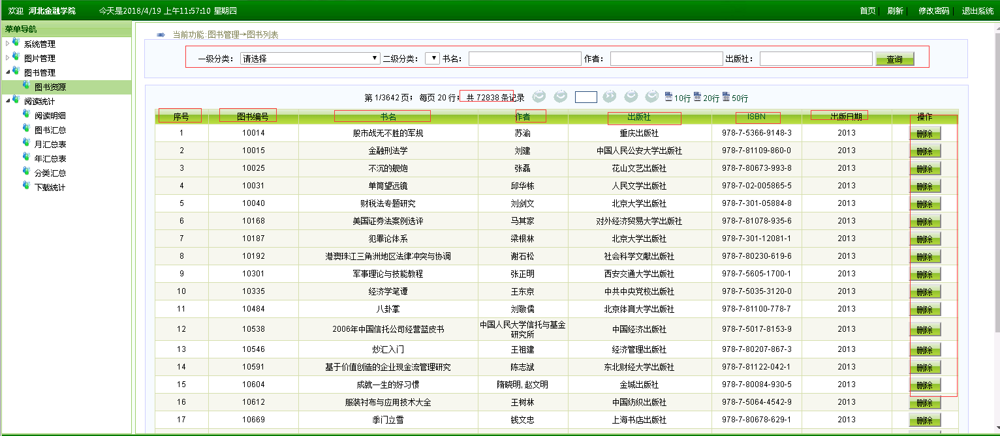 欢迎 河北金融学院 今天是2018/4/19 上午11:57:10 星期四 首页 刷新 修改密码 退出系统
菜单导航
系统管理
图片管理
图书管理
图书资源
阅读统计
阅读明细
图书汇总
月汇总表
年汇总表
分类汇总
下载统计
当前功能:图书管理→图书列表
一级分类： 请选择 二级分类： 书名： 作者： 出版社： 查询
第 1/3642 页； 每页 20 行； 共 72838 条记录 10行 20行 50行
序号 图书编号 书名 作者 出版社 ISBN 出版日期 操作
1 10014 股市战无不胜的军规 苏渝 重庆出版社 978-7-5366-9148-3 2013 删除
2 10015 金融刑法学 刘建 中国人民公安大学出版社 978-7-81109-860-0 2013 删除
3 10025 不沉的舰炮 张磊 花山文艺出版社 978-7-80673-993-8 2013 删除
4 10031 单筒望远镜 邱华栋 人民文学出版社 978-7-02-005865-5 2013 删除
5 10040 财税法专题研究 刘剑文 北京大学出版社 978-7-301-05884-8 2013 删除
6 10168 美国证券法案例选评 马其家 对外经济贸易大学出版社 978-7-81078-935-6 2013 删除
7 10187 犯罪论体系 梁根林 北京大学出版社 978-7-301-12081-1 2013 删除
8 10192 港澳珠江三角洲地区法律冲突与协调 谢石松 社会科学文献出版社 978-7-80230-619-6 2013 删除
9 10301 军事理论与技能教程 张正明 西安交通大学出版社 978-7-5605-1700-1 2013 删除
10 10335 经济学笔谭 王东京 中共中央党校出版社 978-7-5035-3120-0 2013 删除
11 10484 八卦掌 刘敬儒 北京体育大学出版社 978-7-81100-778-7 2013 删除
12 10538 2006年中国信托公司经营蓝皮书 中国人民大学信托与基金研究所 中国经济出版社 978-7-5017-8153-9 2013 删除
13 10546 炒汇入门 王祖建 经济管理出版社 978-7-80207-867-3 2013 删除
14 10591 基于价值创造的企业现金流管理研究 陈志斌 东北财经大学出版社 978-7-81122-042-1 2013 删除
15 10604 成就一生的好习惯 隋晓明,赵文明 金城出版社 978-7-80084-930-5 2013 删除
16 10612 服装衬布与应用技术大全 王树林 中国纺织出版社 978-7-5064-4542-9 2013 删除
17 10669 季门立雪 钱文忠 上海书店出版社 978-7-80678-629-1 2013 删除